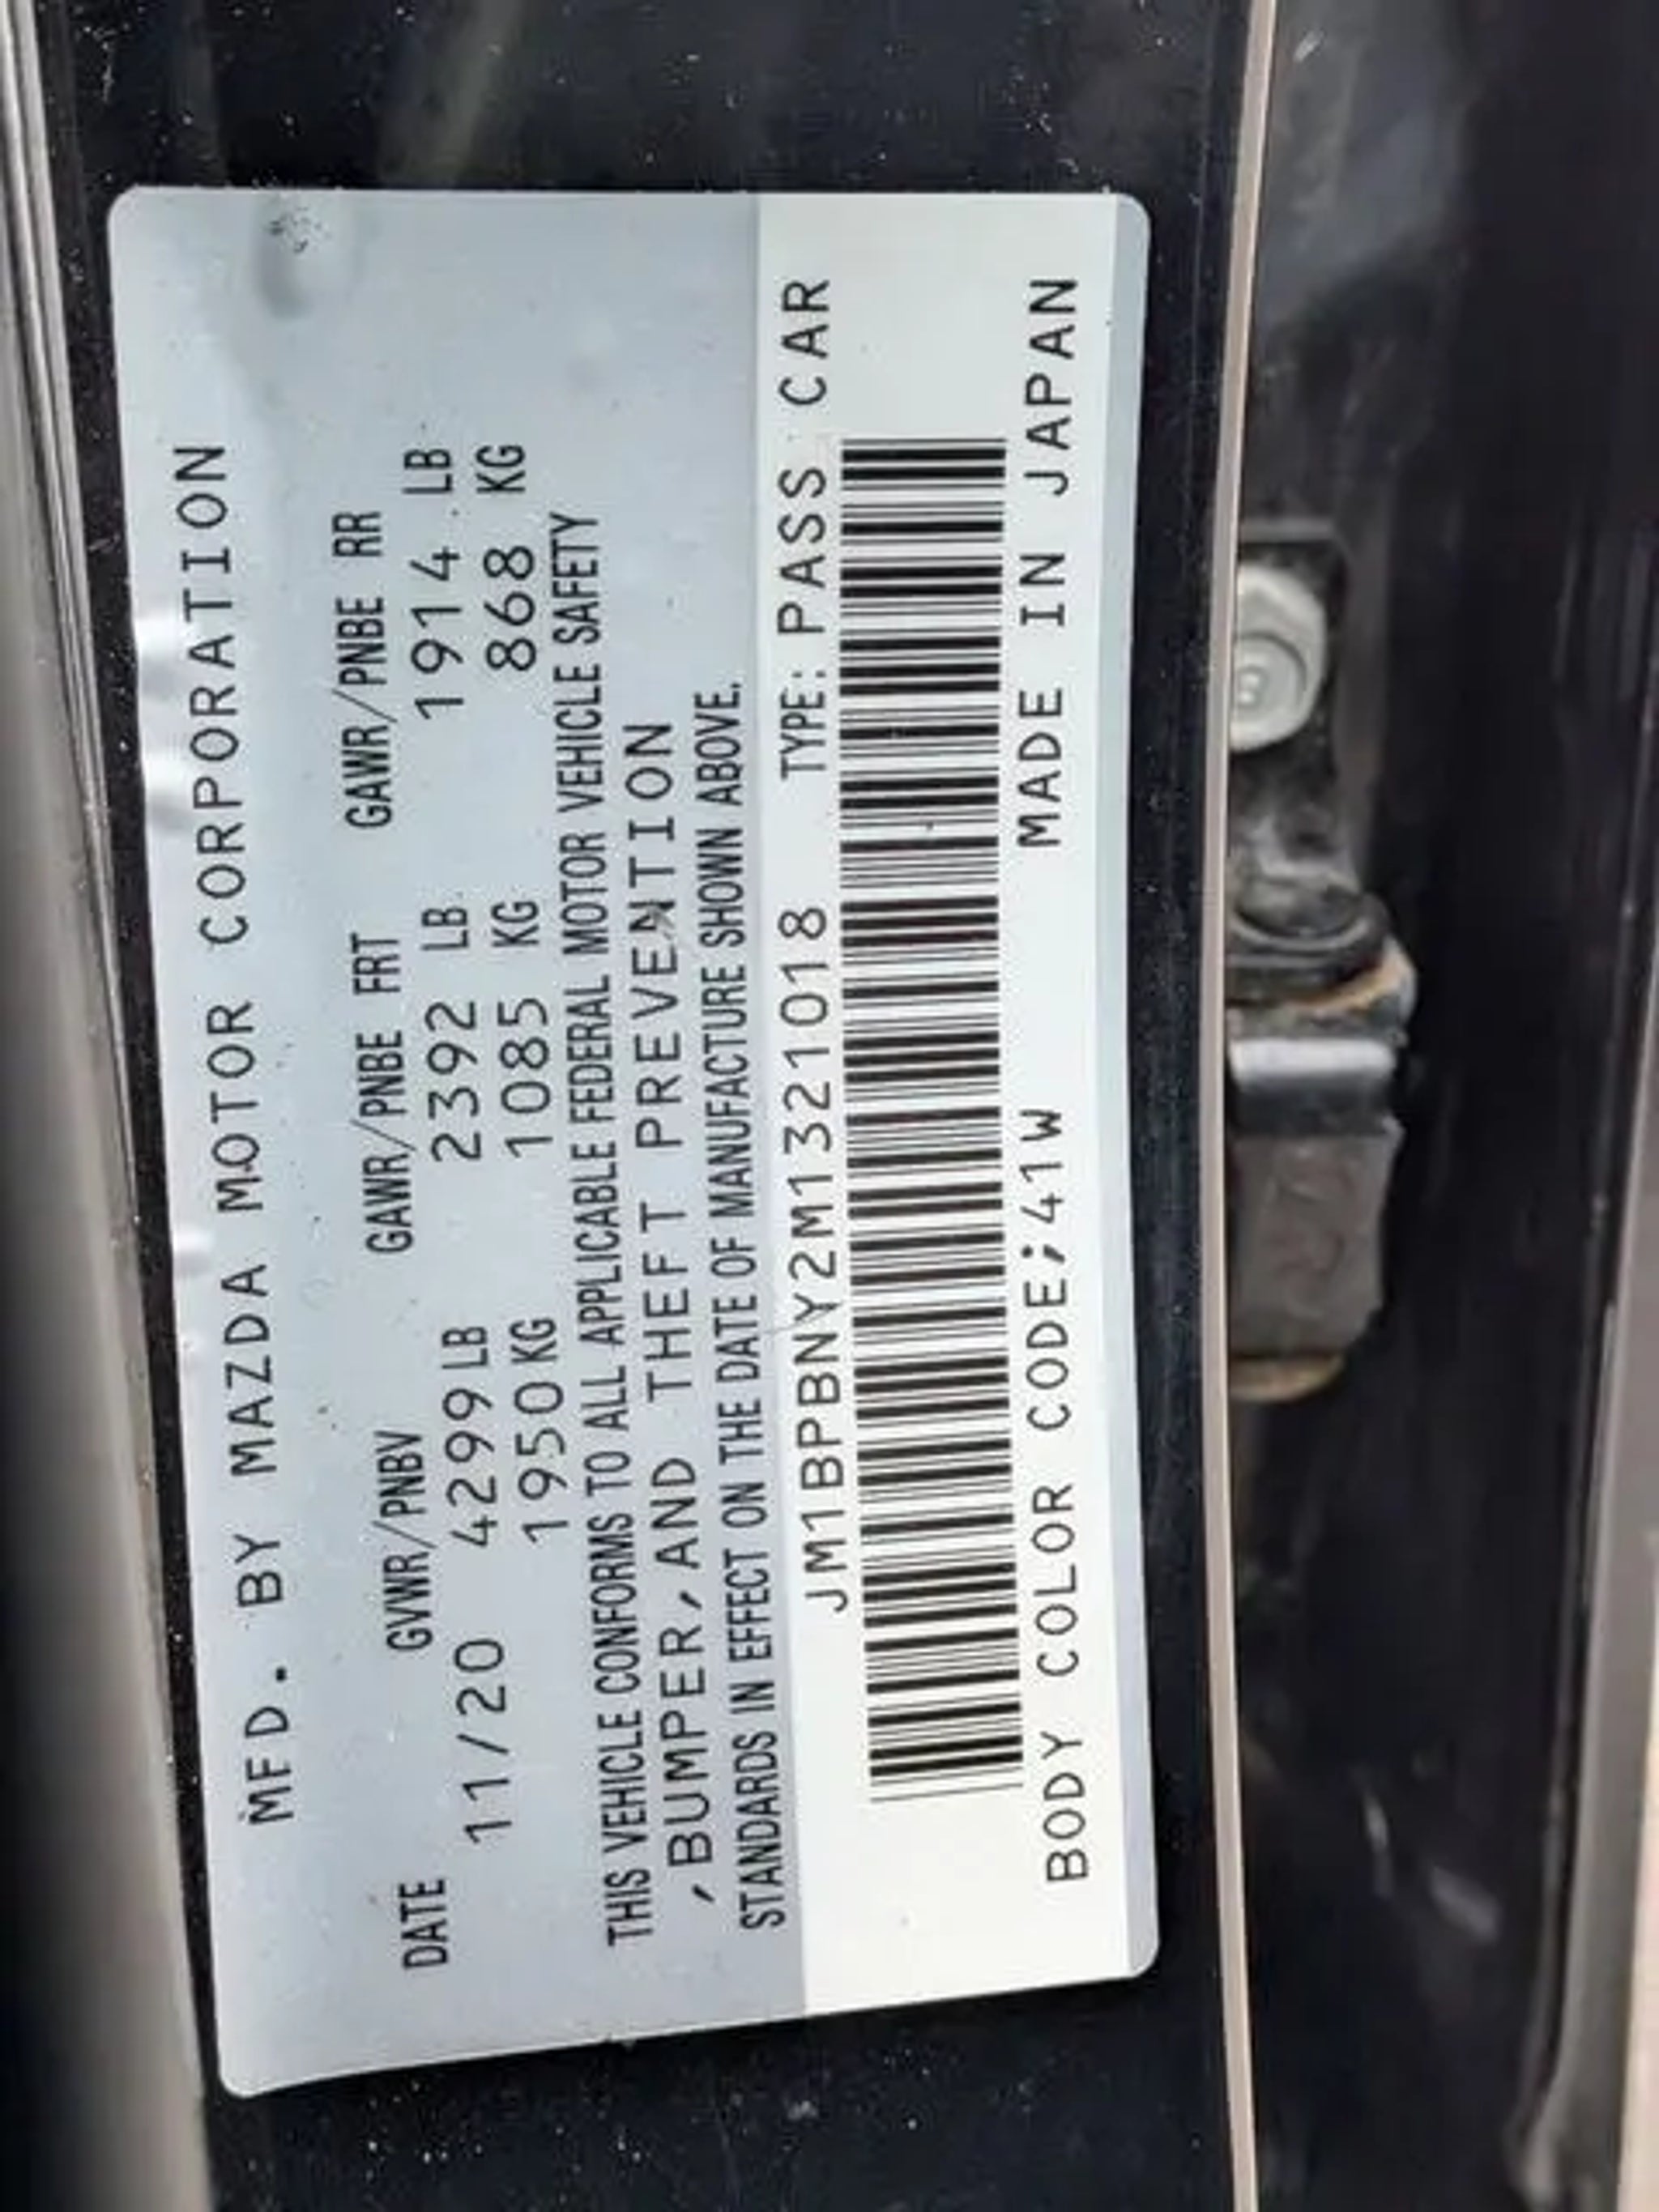 MFD. BY MAZDA MOTOR CORPORATION
DATE GVWR/PNBV GAWR/PNBE FRT GAWR/PNBE RR
11/20 4299 LB 2392 LB 1914 LB
1950 KG 1085 KG 868 KG
THIS VEHICLE CONFORMS TO ALL APPLICABLE FEDERAL MOTOR VEHICLE SAFETY
,BUMPER,AND THEFT PREVENTION
STANDARDS IN EFFECT ON THE DATE OF MANUFACTURE SHOWN ABOVE.
JM1BPBNY2M1321018 TYPE: PASS CAR
BODY COLOR CODE;41W MADE IN JAPAN